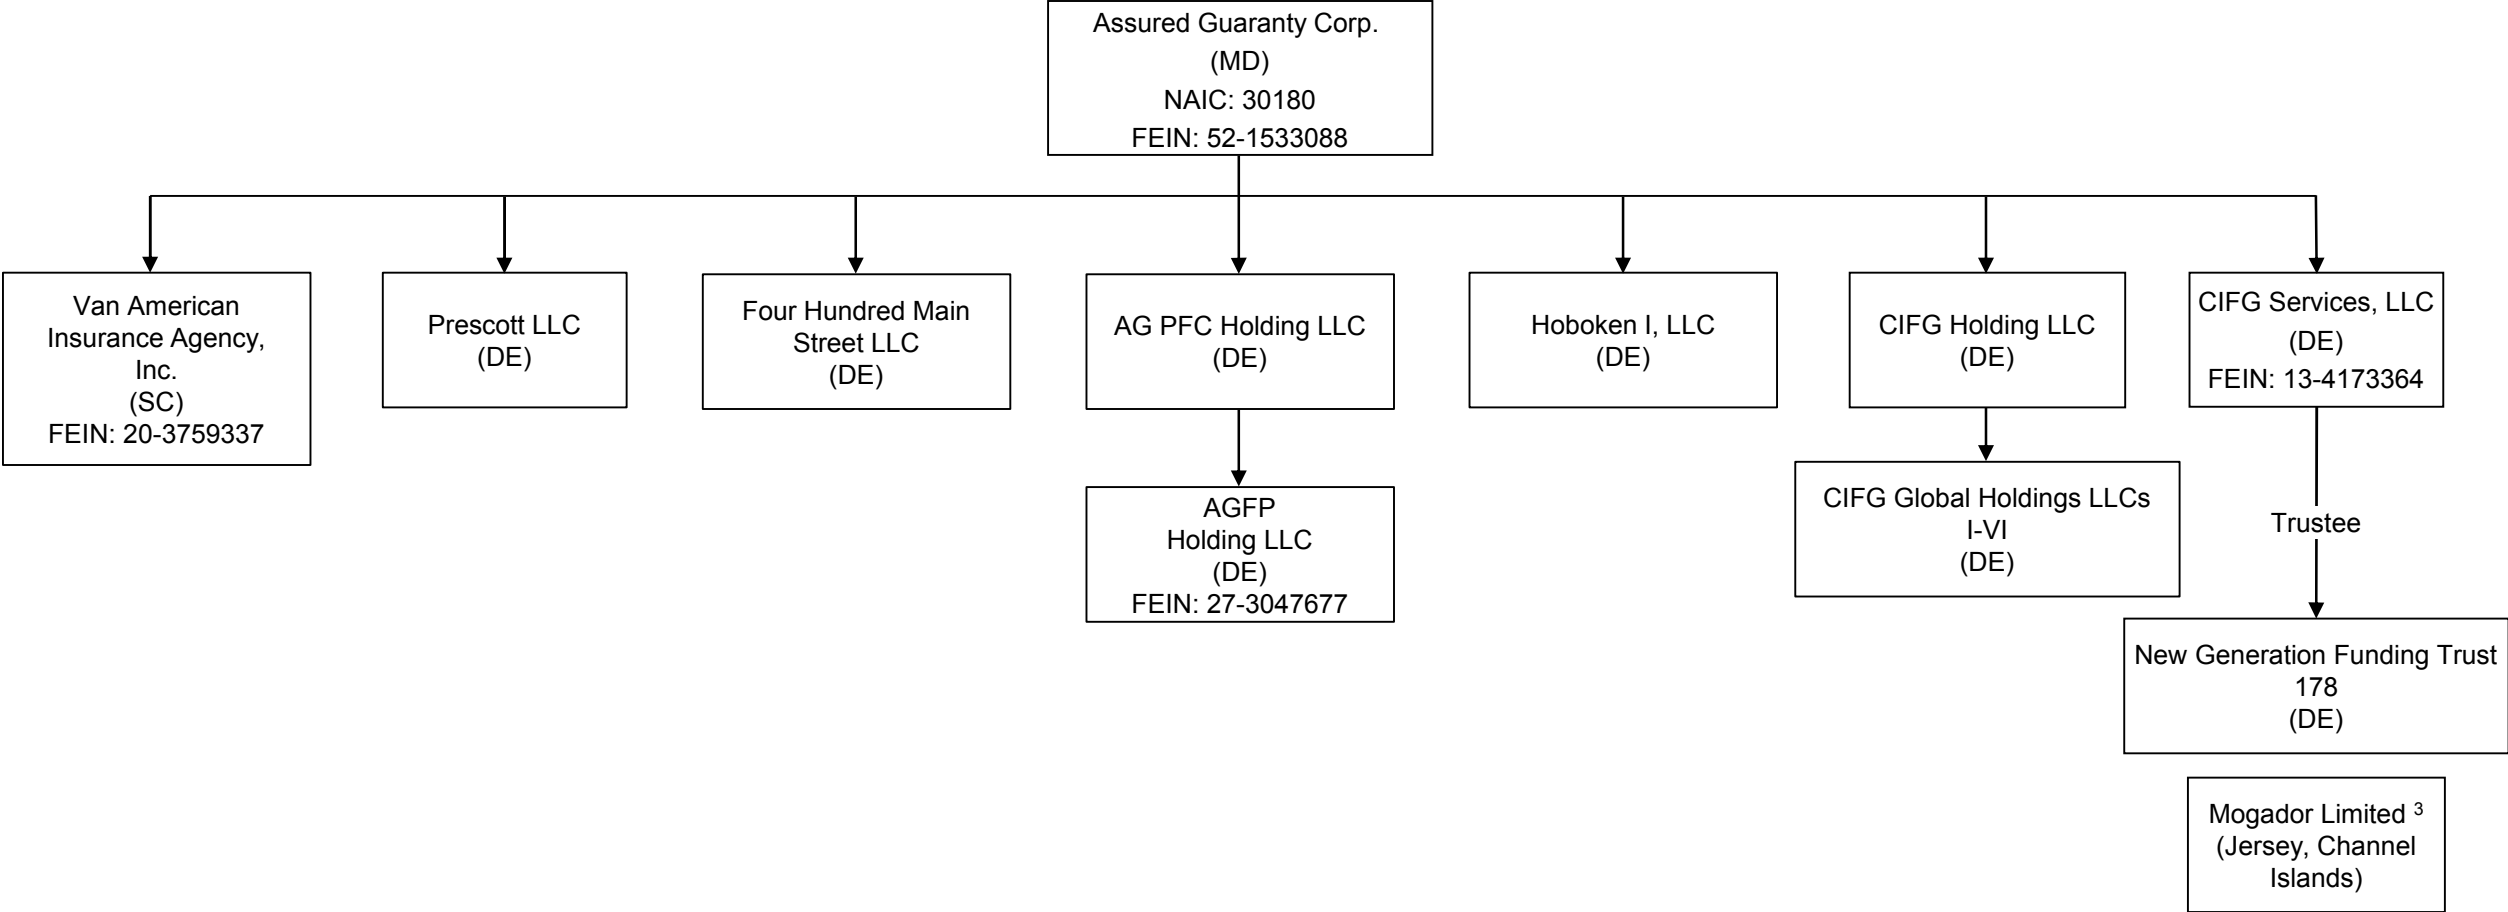 Assured Guaranty Corp.
(MD)
NAIC: 30180
FEIN: 52-1533088
Van American
Insurance Agency,
Inc.
(SC)
FEIN: 20-3759337
Prescott LLC
(DE)
Four Hundred Main
Street LLC
(DE)
AG PFC Holding LLC
(DE)
Hoboken I, LLC
(DE)
CIFG Holding LLC
(DE)
CIFG Services, LLC
(DE)
FEIN: 13-4173364
AGFP
Holding LLC
(DE)
FEIN: 27-3047677
CIFG Global Holdings LLCs
I-VI
(DE)
Trustee
New Generation Funding Trust
178
(DE)
Mogador Limited ³
(Jersey, Channel
Islands)